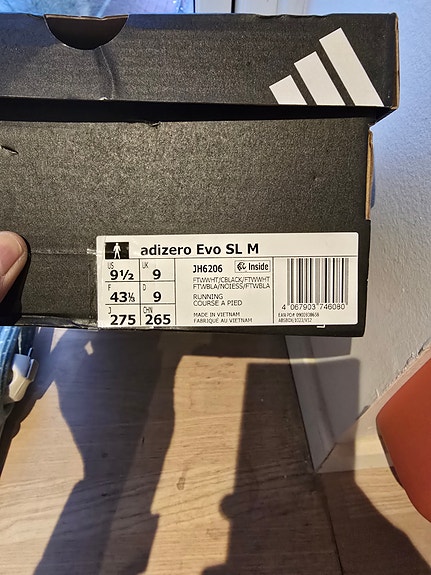 adizero Evo SL M
US 9½ UK 9
F 43⅓ D 9
J 275 CHN 265
JH6206 Inside
FTWWHT/CBLACK/FTWWHT
FTWBLA/NOIESS/FTWBLA
RUNNING
COURSE A PIED
MADE IN VIETNAM
FABRIQUÉ AU VIETNAM
4 067903 746080